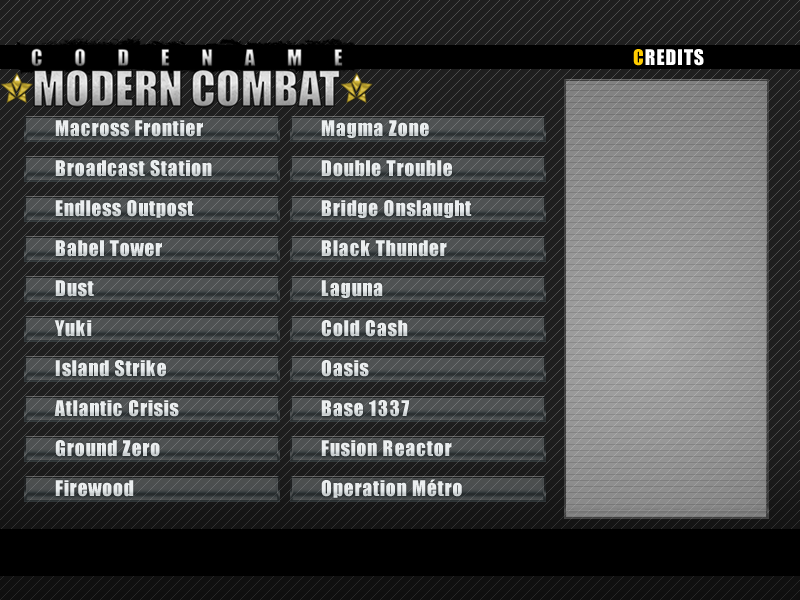 CODENAME
MODERN COMBAT
CREDITS
Macross Frontier
Magma Zone
Broadcast Station
Double Trouble
Endless Outpost
Bridge Onslaught
Babel Tower
Black Thunder
Dust
Laguna
Yuki
Cold Cash
Island Strike
Oasis
Atlantic Crisis
Base 1337
Ground Zero
Fusion Reactor
Firewood
Operation Métro